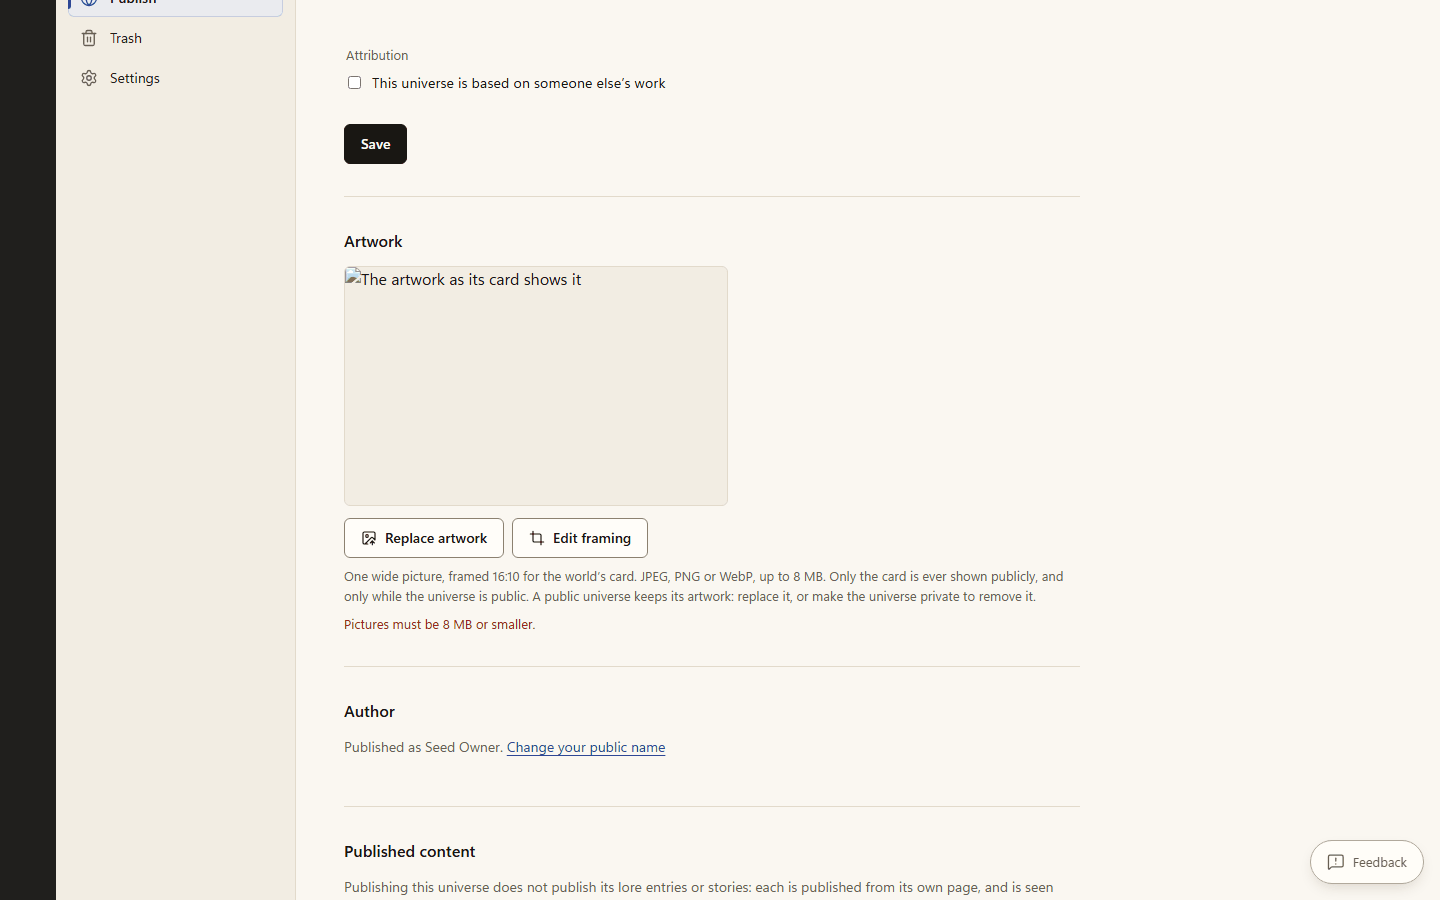 Publish
Trash
Settings
Attribution
This universe is based on someone else’s work
Save
Artwork
The artwork as its card shows it
Replace artwork
Edit framing
One wide picture, framed 16:10 for the world’s card. JPEG, PNG or WebP, up to 8 MB. Only the card is ever shown publicly, and
only while the universe is public. A public universe keeps its artwork: replace it, or make the universe private to remove it.
Pictures must be 8 MB or smaller.
Author
Published as Seed Owner. Change your public name
Published content
Publishing this universe does not publish its lore entries or stories: each is published from its own page, and is seen
Feedback